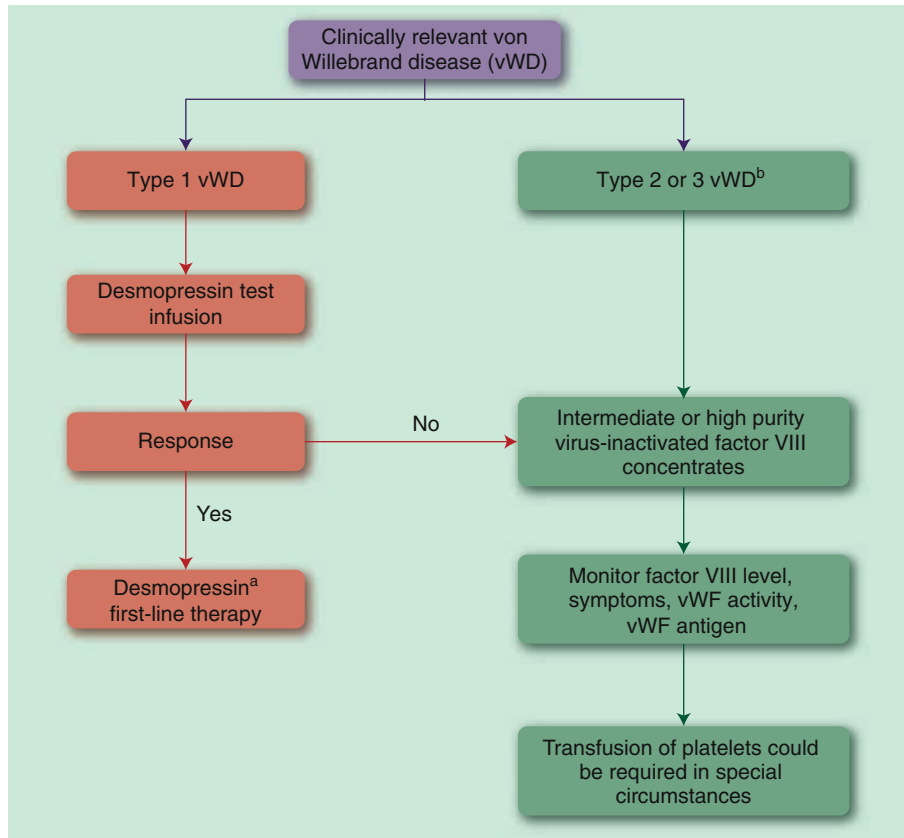 Clinically relevant von
Willebrand disease (vWD)
Type 1 vWD
Type 2 or 3 vWDᵇ
Desmopressin test
infusion
Response
No
Intermediate or high purity
virus-inactivated factor VIII
concentrates
Yes
Desmopressinᵃ
first-line therapy
Monitor factor VIII level,
symptoms, vWF activity,
vWF antigen
Transfusion of platelets could
be required in special
circumstances